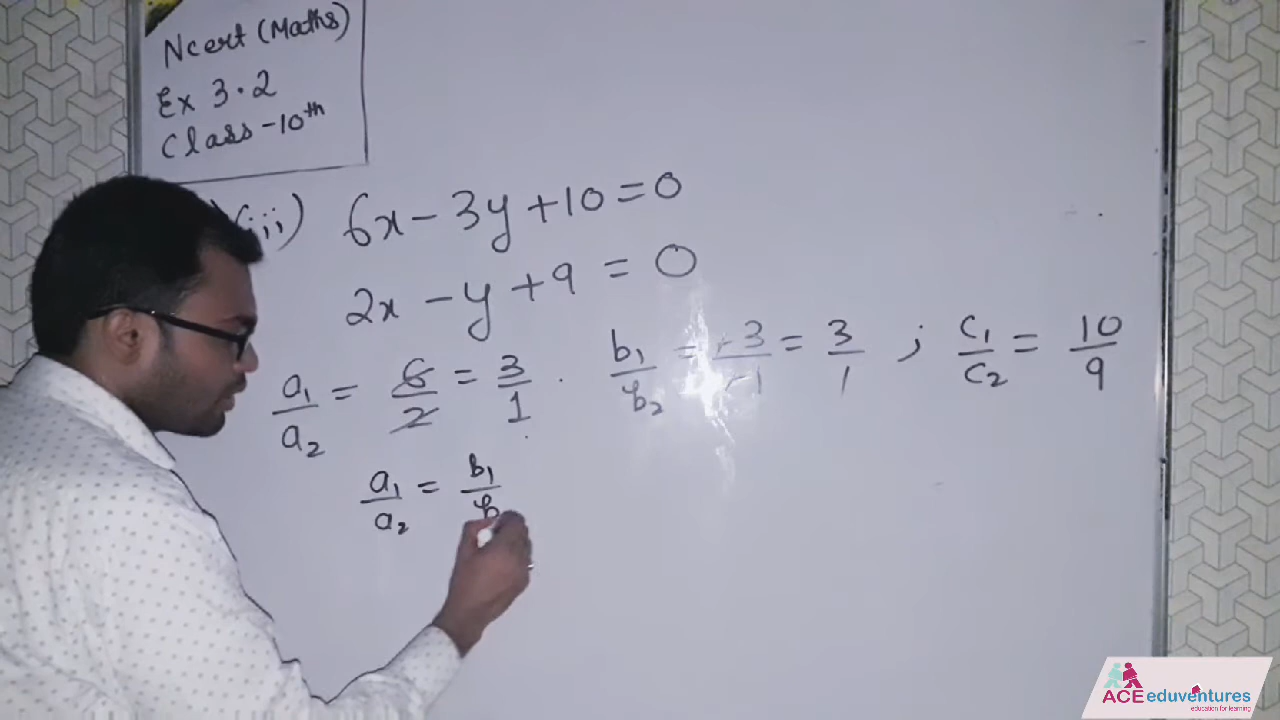 Ncert (Maths)
Ex 3.2
Class-10th
(iii) 6x - 3y + 10 = 0
2x - y + 9 = 0
a₁/a₂ = 6/2 = 3/1 . b₁/b₂ = -3/-1 = 3/1 ; c₁/c₂ = 10/9
a₁/a₂ = b₁/b
ACE eduventures
education for learning